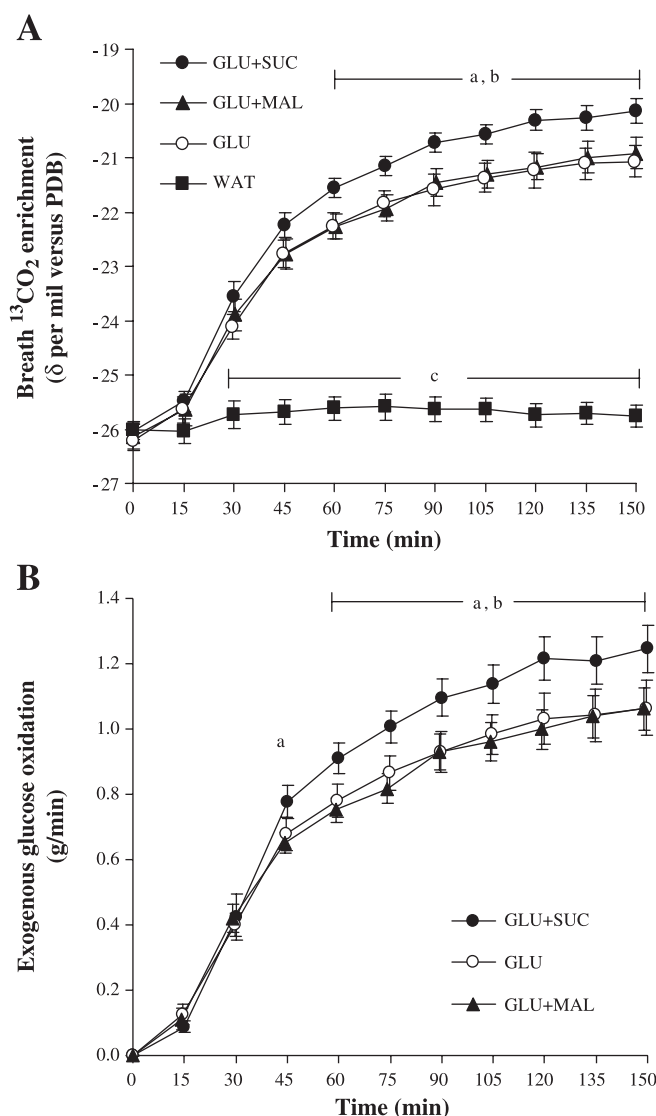 A
-19
-20
-21
-22
-23
-24
-25
-26
-27
Breath ¹³CO₂ enrichment
(δ per mil versus PDB)
GLU+SUC
GLU+MAL
GLU
WAT
a, b
c
0 15 30 45 60 75 90 105 120 135 150
Time (min)
B
1.4
1.2
1.0
0.8
0.6
0.4
0.2
0.0
Exogenous glucose oxidation
(g/min)
a, b
a
GLU+SUC
GLU
GLU+MAL
0 15 30 45 60 75 90 105 120 135 150
Time (min)